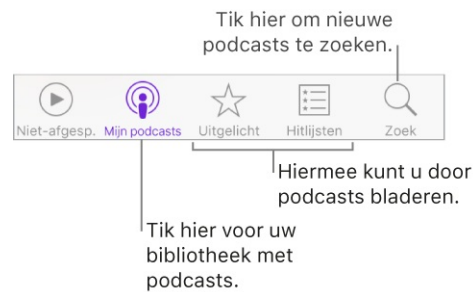 Tik hier om nieuwe
podcasts te zoeken.
Niet-afgesp. Mijn podcasts Uitgelicht Hitlijsten Zoek
Hiermee kunt u door
podcasts bladeren.
Tik hier voor uw
bibliotheek met
podcasts.